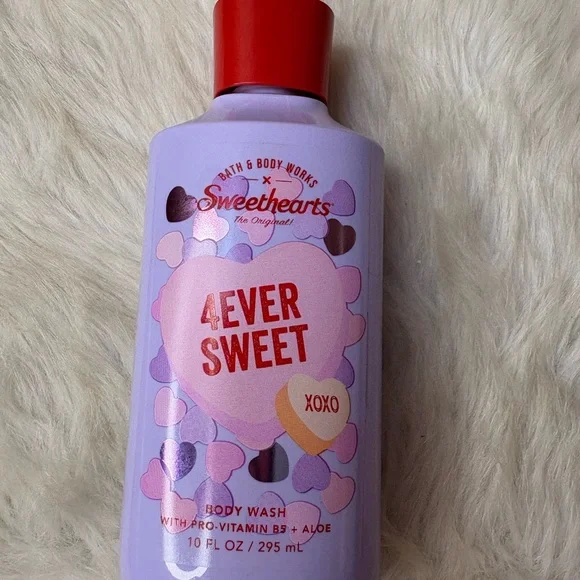 BATH & BODY WORKS
x
Sweethearts
The Original!
4EVER
SWEET
XOXO
BODY WASH
WITH PRO-VITAMIN B5 + ALOE
10 FL OZ / 295 mL